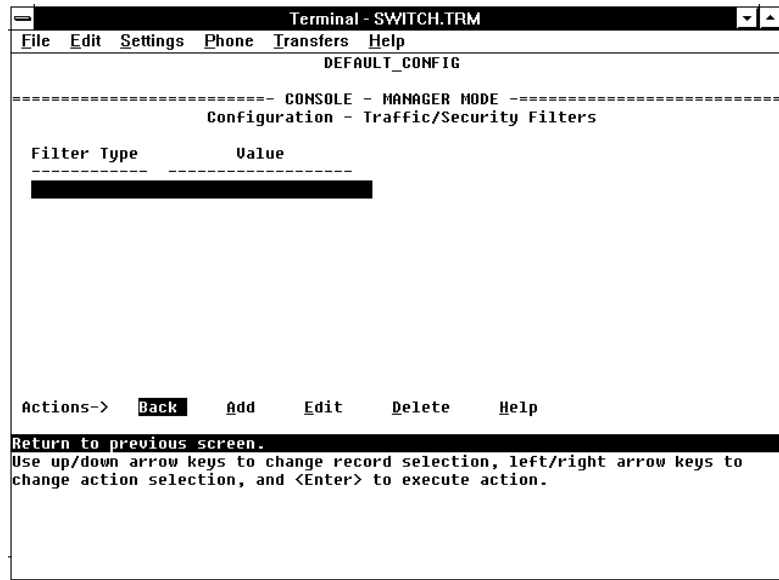 Terminal - SWITCH.TRM
File Edit Settings Phone Transfers Help
DEFAULT_CONFIG
==========================- CONSOLE - MANAGER MODE -===========================
Configuration - Traffic/Security Filters
Filter Type Value
------------ -------------------
Actions-> Back Add Edit Delete Help
Return to previous screen.
Use up/down arrow keys to change record selection, left/right arrow keys to
change action selection, and <Enter> to execute action.